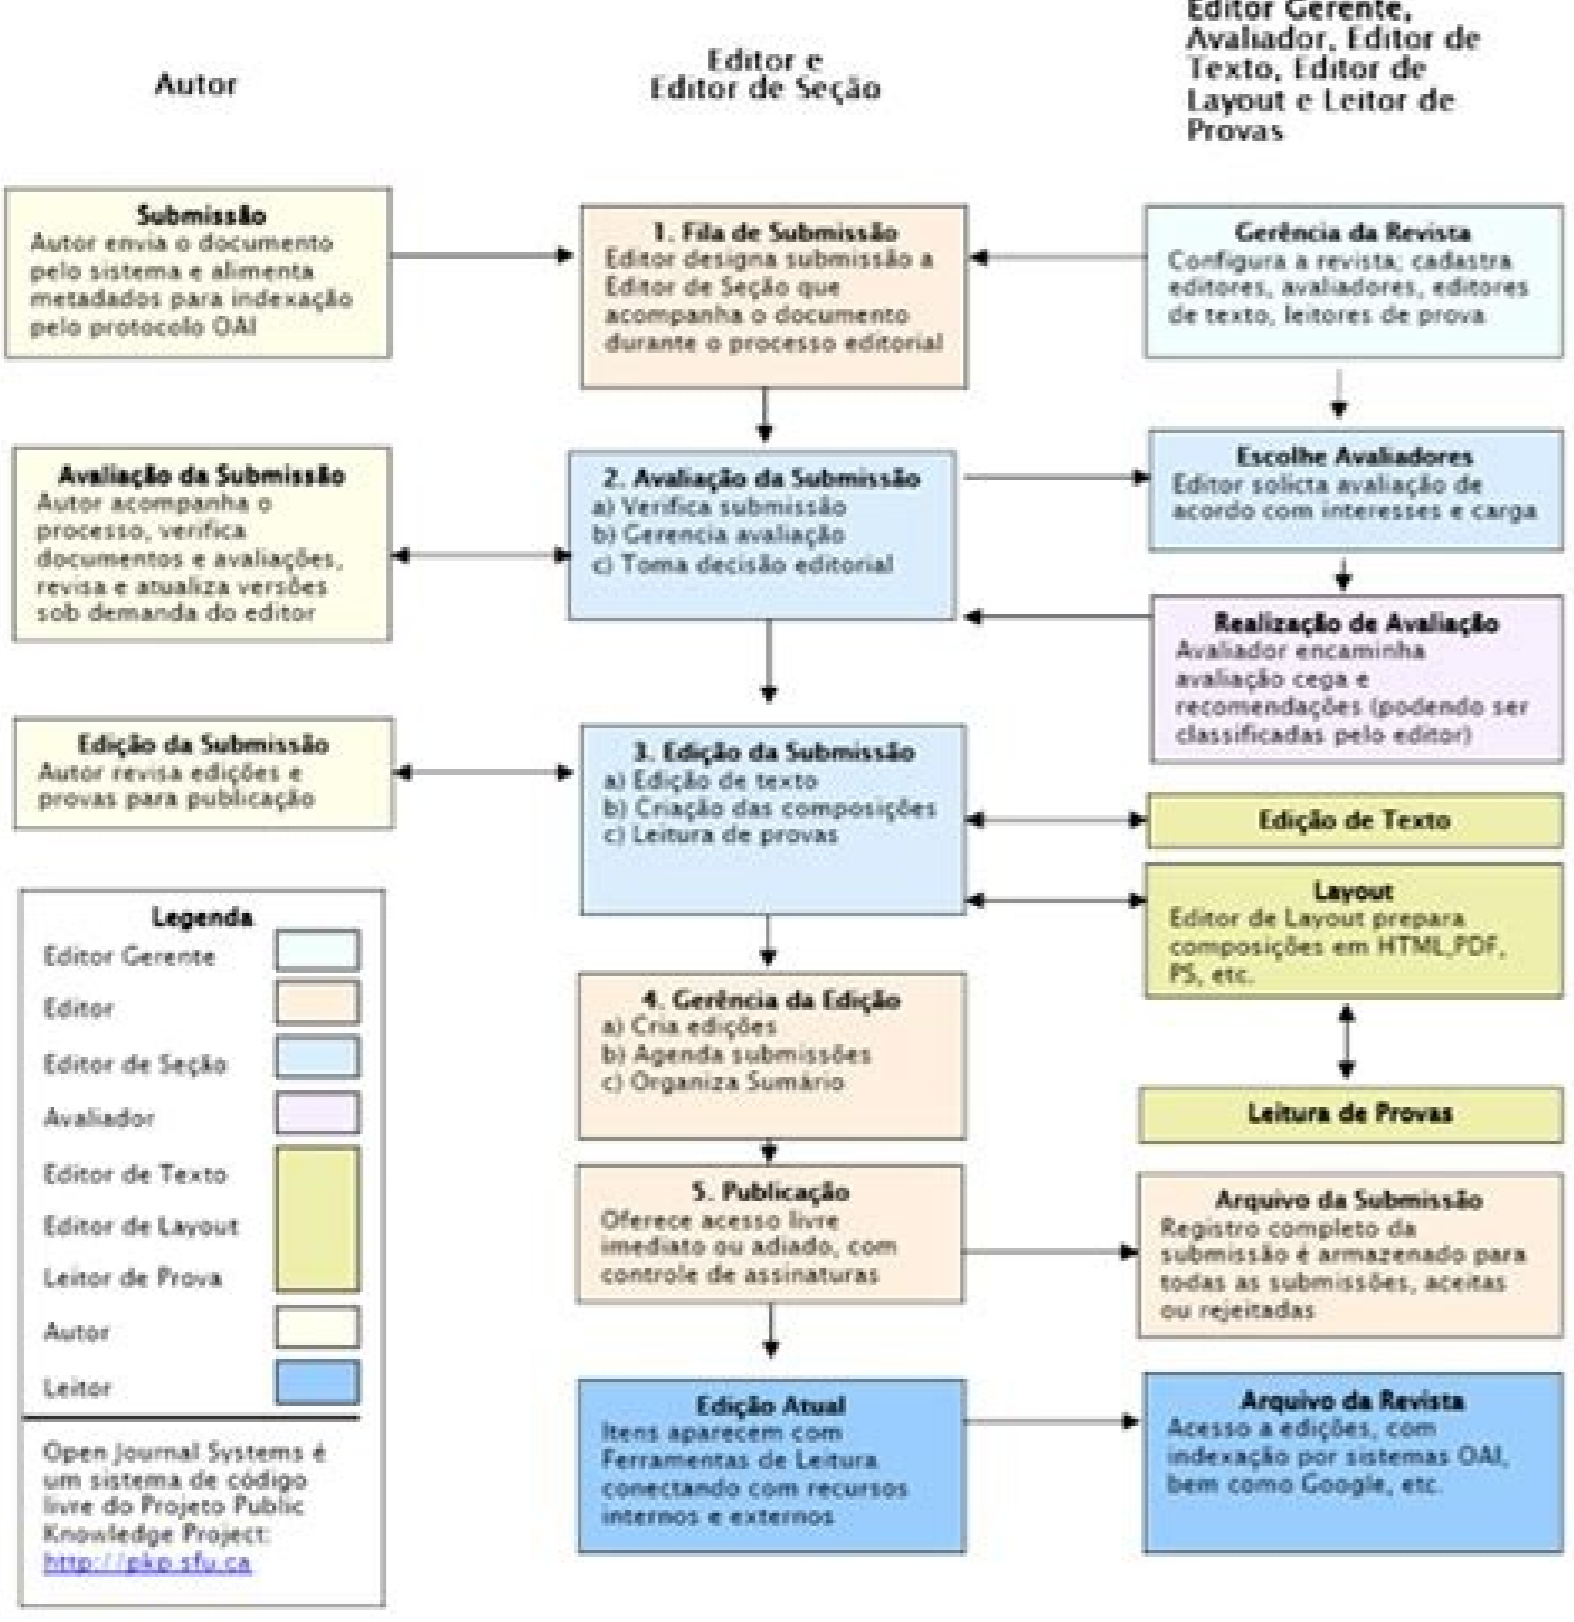 Autor
Editor e
Editor de Seção
Editor Gerente,
Avaliador, Editor de
Texto, Editor de
Layout e Leitor de
Provas
Submissão
Autor envia o documento
pelo sistema e alimenta
metadados para indexação
pelo protocolo OAI
1. Fila de Submissão
Editor designa submissão a
Editor de Seção que
acompanha o documento
durante o processo editorial
Gerência da Revista
Configura a revista; cadastra
editores, avaliadores, editores
de texto, leitores de prova
Avaliação da Submissão
Autor acompanha o
processo, verifica
documentos e avaliações,
revisa e atualiza versões
sob demanda do editor
2. Avaliação da Submissão
a) Verifica submissão
b) Gerencia avaliação
c) Toma decisão editorial
Escolhe Avaliadores
Editor solicta avaliação de
acordo com interesses e carga
Realização de Avaliação
Avaliador encaminha
avaliação cega e
recomendações (podendo ser
classificadas pelo editor)
Edição da Submissão
Autor revisa edições e
provas para publicação
3. Edição da Submissão
a) Edição de texto
b) Criação das composições
c) Leitura de provas
Edição de Texto
Layout
Editor de Layout prepara
composições em HTML,PDF,
PS, etc.
Leitura de Provas
4. Gerência da Edição
a) Cria edições
b) Agenda submissões
c) Organiza Sumário
5. Publicação
Oferece acesso livre
imediato ou adiado, com
controle de assinaturas
Arquivo da Submissão
Registro completo da
submissão é armazenado para
todas as submissões, aceitas
ou rejeitadas
Edição Atual
Itens aparecem com
Ferramentas de Leitura
conectando com recursos
internos e externos
Arquivo da Revista
Acesso a edições, com
indexação por sistemas OAI,
bem como Google, etc.
Legenda
Editor Gerente
Editor
Editor de Seção
Avaliador
Editor de Texto
Editor de Layout
Leitor de Prova
Autor
Leitor
Open Journal Systems é
um sistema de código
livre do Projeto Public
Knowledge Project:
http://pkp.sfu.ca